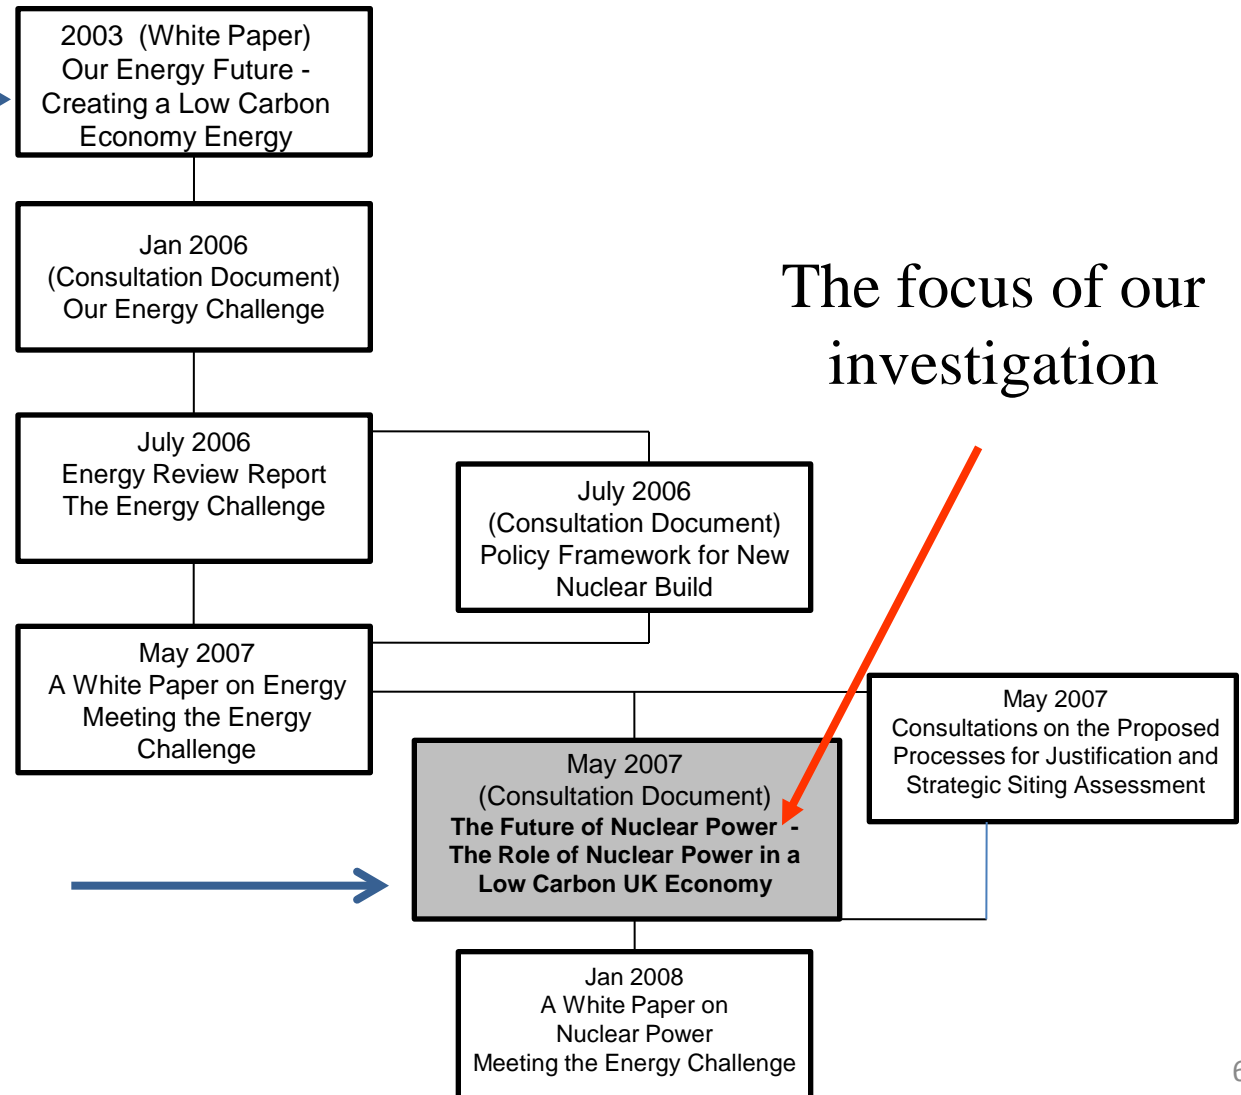 2003 (White Paper)
Our Energy Future -
Creating a Low Carbon
Economy Energy
Jan 2006
(Consultation Document)
Our Energy Challenge
The focus of our
investigation
July 2006
Energy Review Report
The Energy Challenge
July 2006
(Consultation Document)
Policy Framework for New
Nuclear Build
May 2007
A White Paper on Energy
Meeting the Energy
Challenge
May 2007
Consultations on the Proposed
Processes for Justification and
Strategic Siting Assessment
May 2007
(Consultation Document)
The Future of Nuclear Power -
The Role of Nuclear Power in a
Low Carbon UK Economy
Jan 2008
A White Paper on
Nuclear Power
Meeting the Energy Challenge
6